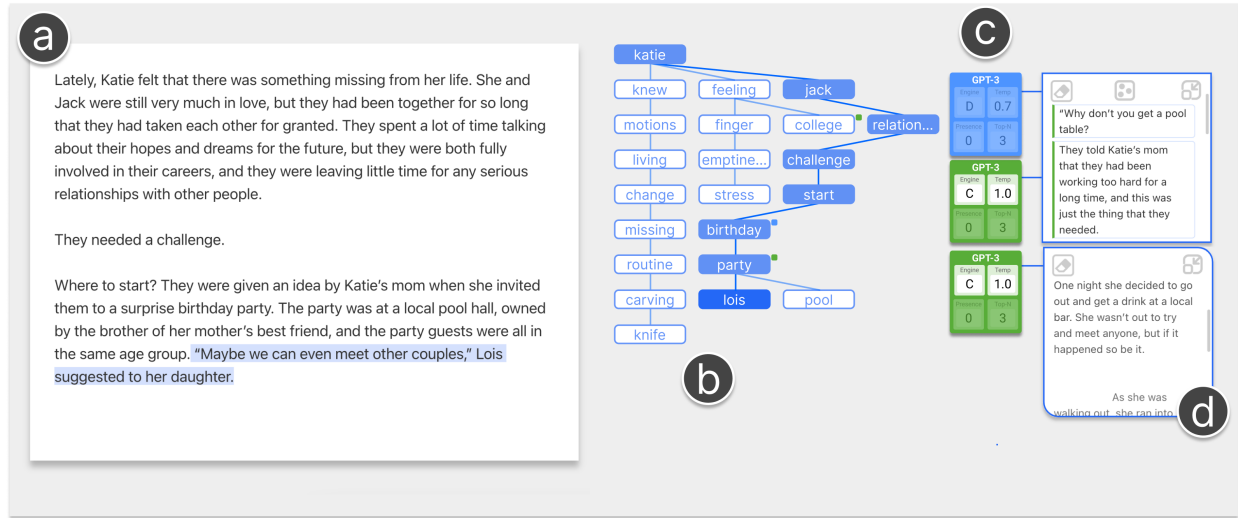 a
Lately, Katie felt that there was something missing from her life. She and
Jack were still very much in love, but they had been together for so long
that they had taken each other for granted. They spent a lot of time talking
about their hopes and dreams for the future, but they were both fully
involved in their careers, and they were leaving little time for any serious
relationships with other people.
They needed a challenge.
Where to start? They were given an idea by Katie’s mom when she invited
them to a surprise birthday party. The party was at a local pool hall, owned
by the brother of her mother’s best friend, and the party guests were all in
the same age group. “Maybe we can even meet other couples,” Lois
suggested to her daughter.
katie
knew feeling jack
motions finger college relation...
living emptine... challenge
change stress start
missing birthday
routine party
carving lois pool
knife
b
c
GPT-3
Engine Temp
D 0.7
Presence Top-N
0 3
GPT-3
Engine Temp
C 1.0
Presence Top-N
0 3
GPT-3
Engine Temp
C 1.0
Presence Top-N
0 3
“Why don’t you get a pool
table?
They told Katie’s mom
that they had been
working too hard for a
long time, and this was
just the thing that they
needed.
One night she decided to go
out and get a drink at a local
bar. She wasn’t out to try
and meet anyone, but if it
happened so be it.
As she was
walking out, she ran into
d